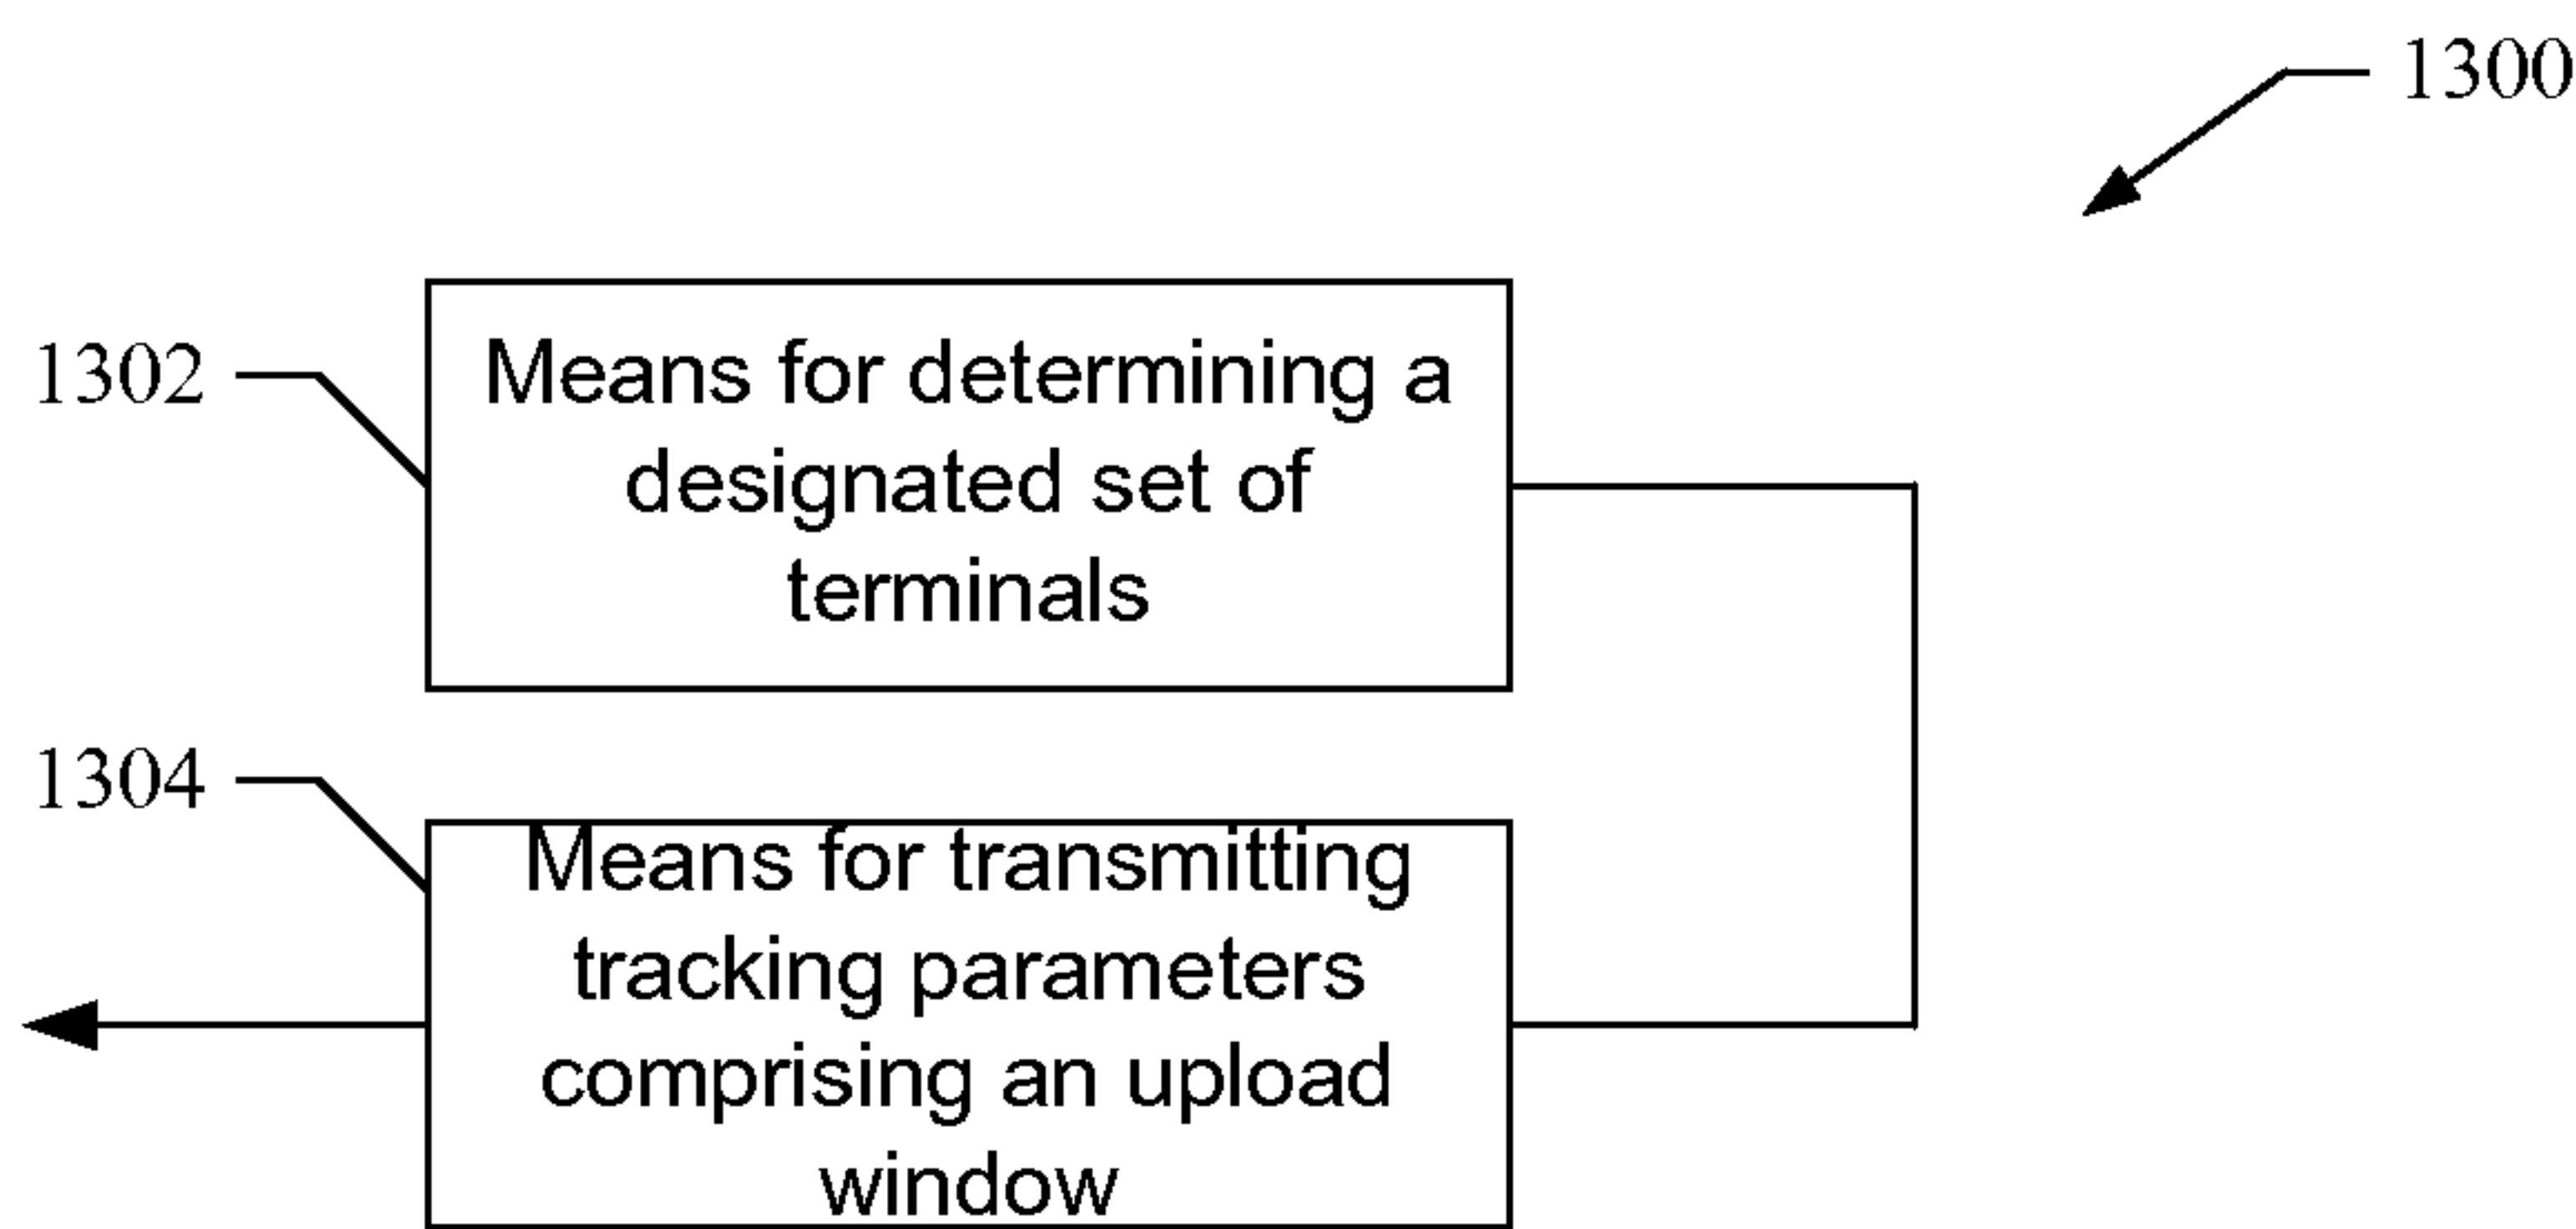 1300
1302
Means for determining a
designated set of
terminals
1304
Means for transmitting
tracking parameters
comprising an upload
window